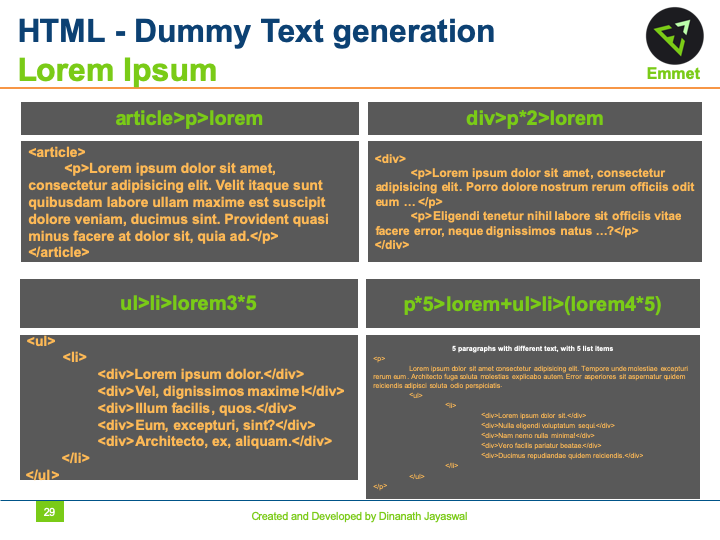 HTML - Dummy Text generation
Lorem Ipsum
Emmet
article>p>lorem
<article>
<p>Lorem ipsum dolor sit amet,
consectetur adipisicing elit. Velit itaque sunt
quibusdam labore ullam maxime est suscipit
dolore veniam, ducimus sint. Provident quasi
minus facere at dolor sit, quia ad.</p>
</article>
div>p*2>lorem
<div>
<p>Lorem ipsum dolor sit amet, consectetur
adipisicing elit. Porro dolore nostrum rerum officiis odit
eum … </p>
<p>Eligendi tenetur nihil labore sit officiis vitae
facere error, neque dignissimos natus …?</p>
</div>
ul>li>lorem3*5
<ul>
<li>
<div>Lorem ipsum dolor.</div>
<div>Vel, dignissimos maxime!</div>
<div>Illum facilis, quos.</div>
<div>Eum, excepturi, sint?</div>
<div>Architecto, ex, aliquam.</div>
</li>
</ul>
p*5>lorem+ul>li>(lorem4*5)
5 paragraphs with different text, with 5 list items
<p>
Lorem ipsum dolor sit amet consectetur adipisicing elit. Tempore unde molestiae excepturi
rerum eum . Architecto fuga soluta molestias explicabo autem. Error asperiores sit aspernatur quidem
reiciendis adipisci soluta odio perspiciatis
<ul>
<li>
<div>Lorem ipsum dolor sit.</div>
<div>Nulla eligendi voluptatum sequi.</div>
<div>Nam nemo nulla minima!</div>
<div>Vero facilis pariatur beatae.</div>
<div>Ducimus repudiandae quidem reiciendis.</div>
</li>
</ul>
</p>
29
Created and Developed by Dinanath Jayaswal